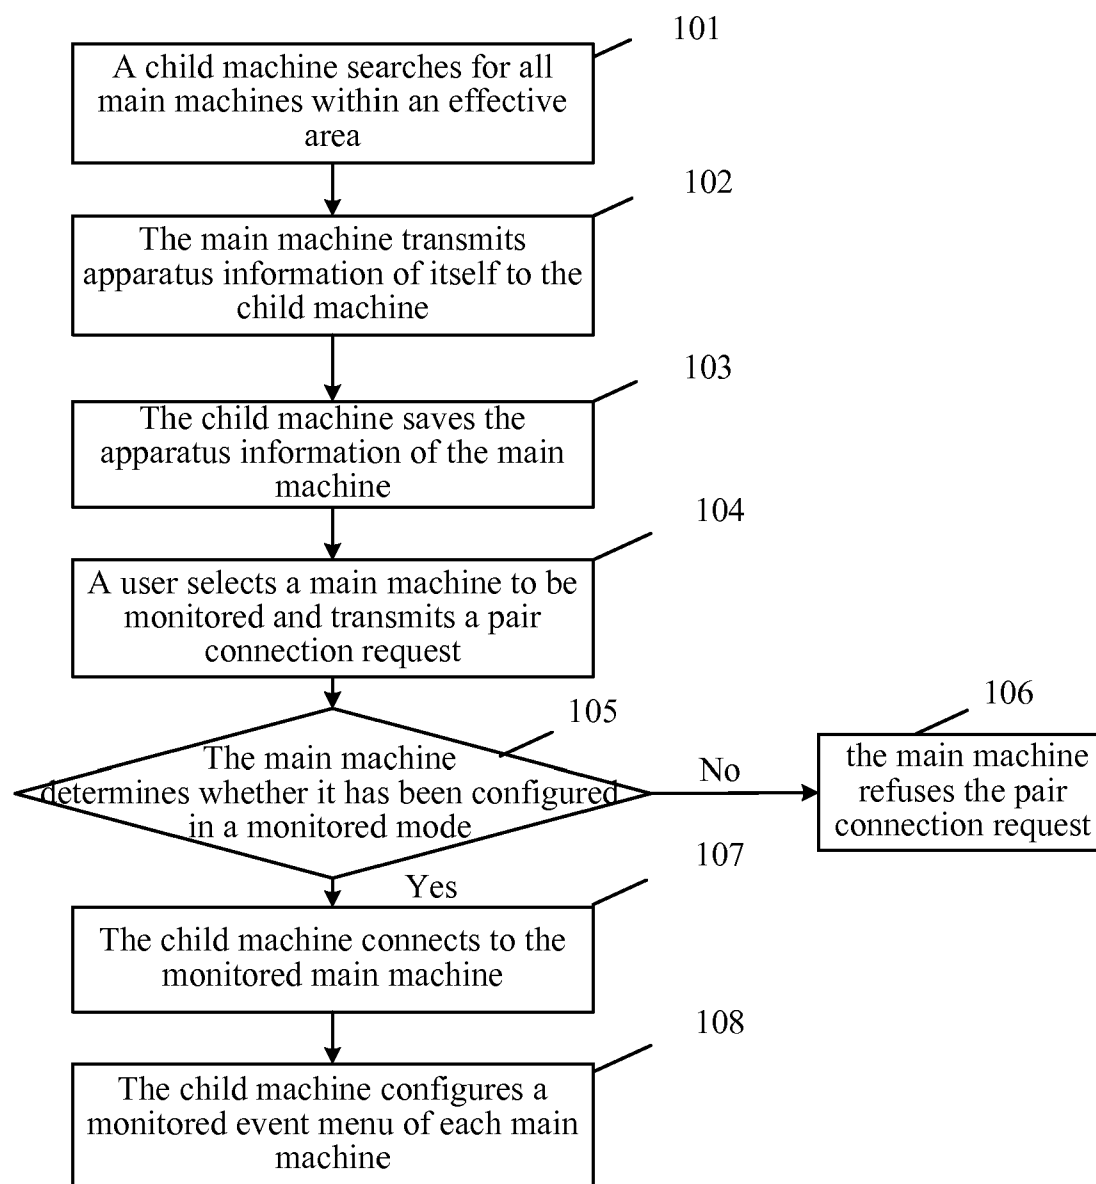 101
A child machine searches for all
main machines within an effective
area
102
The main machine transmits
apparatus information of itself to the
child machine
103
The child machine saves the
apparatus information of the main
machine
104
A user selects a main machine to be
monitored and transmits a pair
connection request
105
The main machine
determines whether it has been configured
in a monitored mode
No
106
the main machine
refuses the pair
connection request
Yes
107
The child machine connects to the
monitored main machine
108
The child machine configures a
monitored event menu of each main
machine